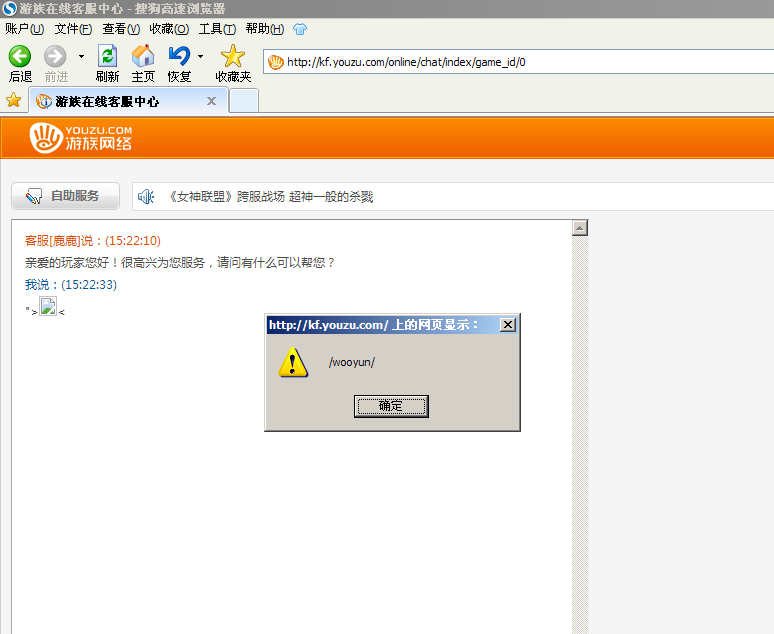 游族在线客服中心 - 搜狗高速浏览器
账户(U) 文件(F) 查看(V) 收藏(O) 工具(T) 帮助(H)
后退 前进 刷新 主页 恢复 收藏夹
http://kf.youzu.com/online/chat/index/game_id/0
游族在线客服中心 x
YOUZU.COM
游族网络
自助服务
《女神联盟》跨服战场 超神一般的杀戮
客服[鹿鹿]说：(15:22:10)
亲爱的玩家您好！很高兴为您服务，请问有什么可以帮您？
我说：(15:22:33)
">
<
http://kf.youzu.com/ 上的网页显示：
/wooyun/
确定